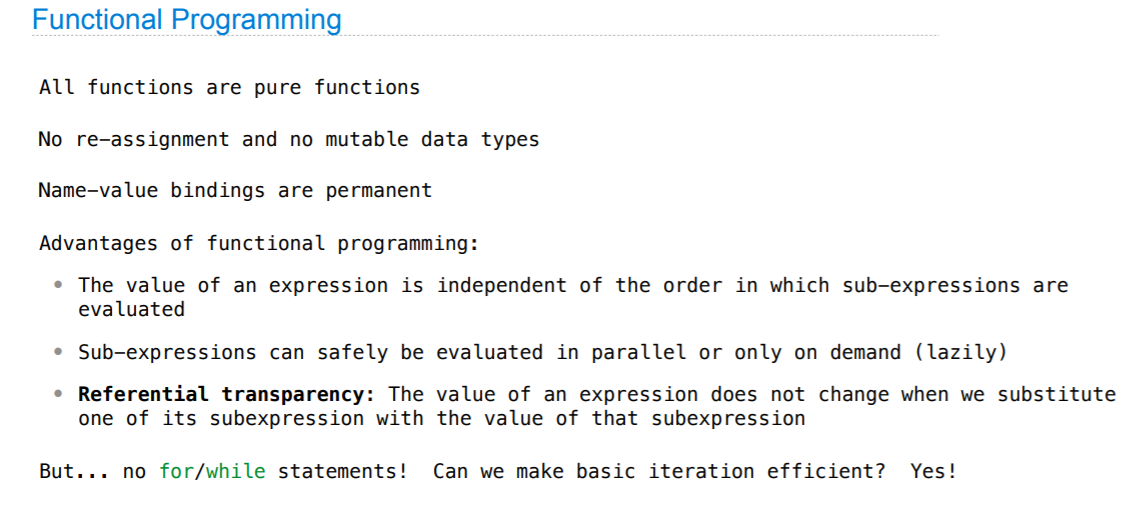 Functional Programming
All functions are pure functions
No re-assignment and no mutable data types
Name-value bindings are permanent
Advantages of functional programming:
• The value of an expression is independent of the order in which sub-expressions are
evaluated
• Sub-expressions can safely be evaluated in parallel or only on demand (lazily)
• Referential transparency: The value of an expression does not change when we substitute
one of its subexpression with the value of that subexpression
But... no for/while statements! Can we make basic iteration efficient? Yes!